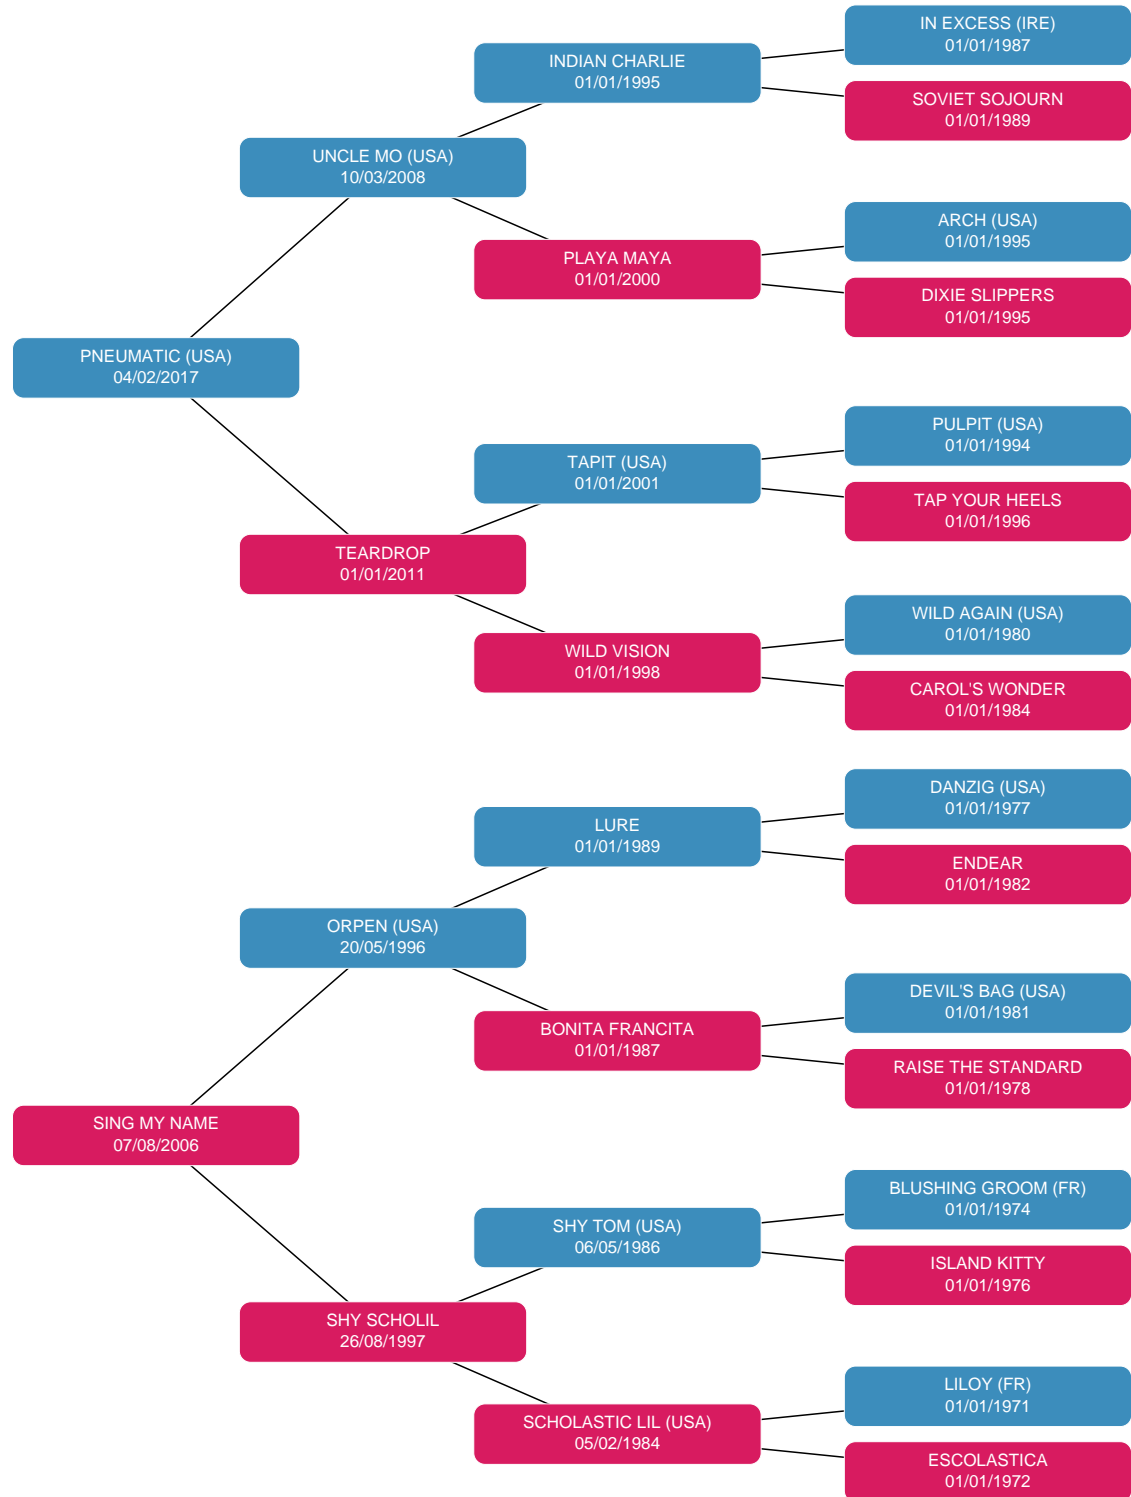 IN EXCESS (IRE)
01/01/1987
INDIAN CHARLIE
01/01/1995
SOVIET SOJOURN
01/01/1989
UNCLE MO (USA)
10/03/2008
ARCH (USA)
01/01/1995
PLAYA MAYA
01/01/2000
DIXIE SLIPPERS
01/01/1995
PNEUMATIC (USA)
04/02/2017
PULPIT (USA)
01/01/1994
TAPIT (USA)
01/01/2001
TAP YOUR HEELS
01/01/1996
TEARDROP
01/01/2011
WILD AGAIN (USA)
01/01/1980
WILD VISION
01/01/1998
CAROL'S WONDER
01/01/1984
DANZIG (USA)
01/01/1977
LURE
01/01/1989
ENDEAR
01/01/1982
ORPEN (USA)
20/05/1996
DEVIL'S BAG (USA)
01/01/1981
BONITA FRANCITA
01/01/1987
RAISE THE STANDARD
01/01/1978
SING MY NAME
07/08/2006
BLUSHING GROOM (FR)
01/01/1974
SHY TOM (USA)
06/05/1986
ISLAND KITTY
01/01/1976
SHY SCHOLIL
26/08/1997
LILOY (FR)
01/01/1971
SCHOLASTIC LIL (USA)
05/02/1984
ESCOLASTICA
01/01/1972